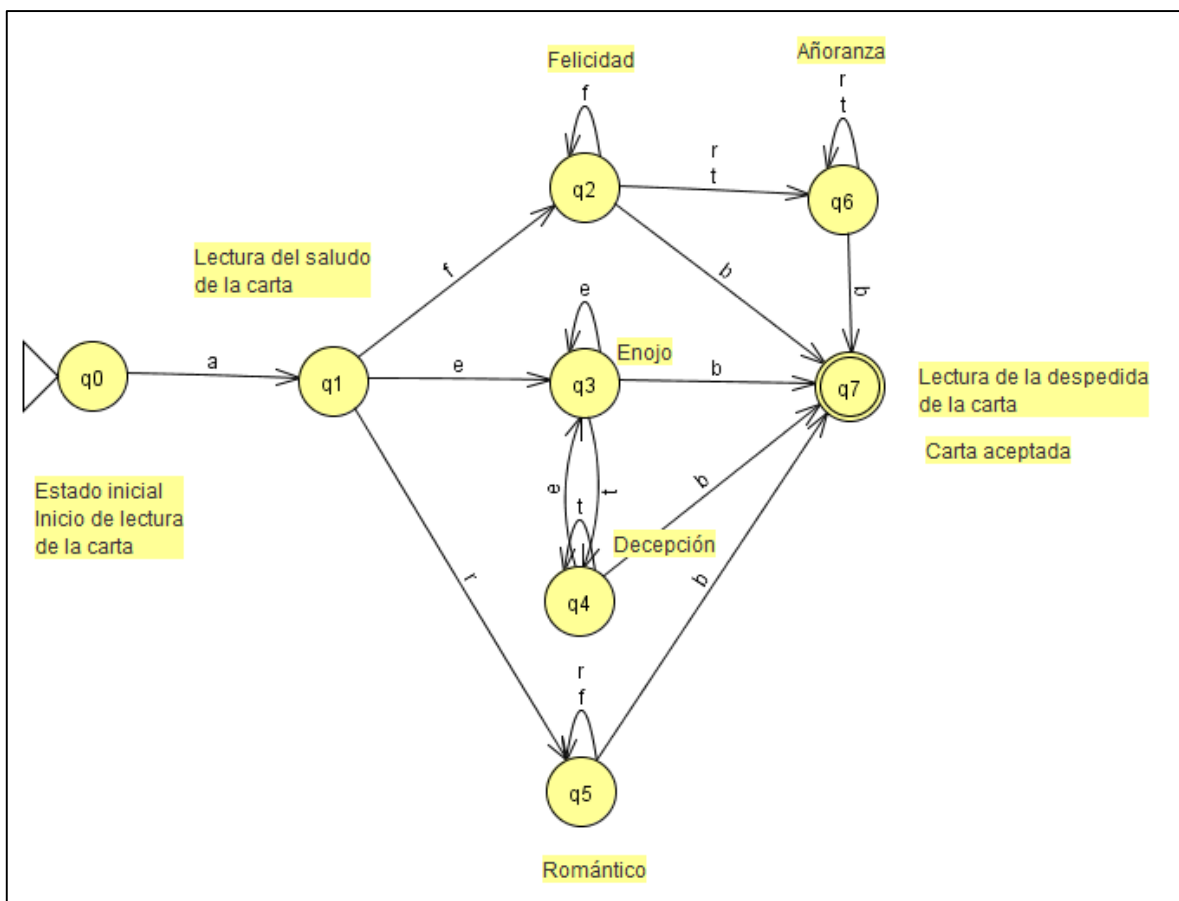 Felicidad
Añoranza
f
r
t
q2
r
t
q6
Lectura del saludo
de la carta
f
b
b
e
q0
a
q1
e
q3
Enojo
b
q7
Lectura de la despedida
de la carta
Carta aceptada
Estado inicial
Inicio de lectura
de la carta
e
t
t
b
Decepción
q4
r
b
r
f
q5
Romántico